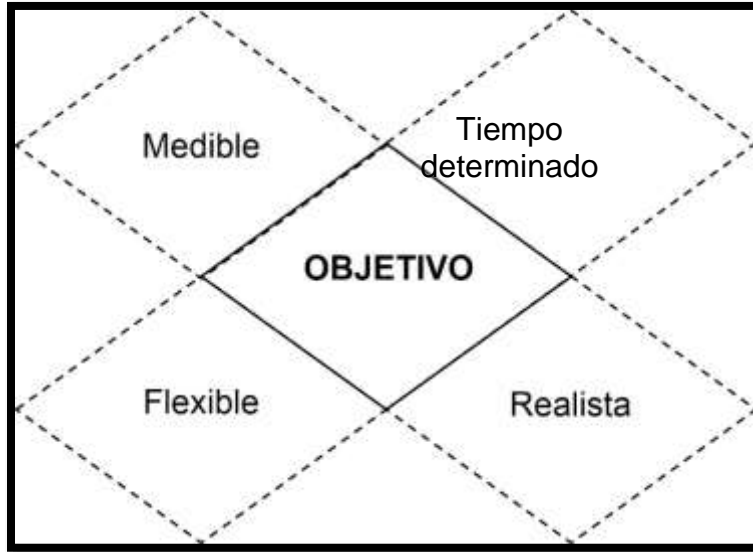 Medible
Tiempo
determinado
OBJETIVO
Flexible
Realista